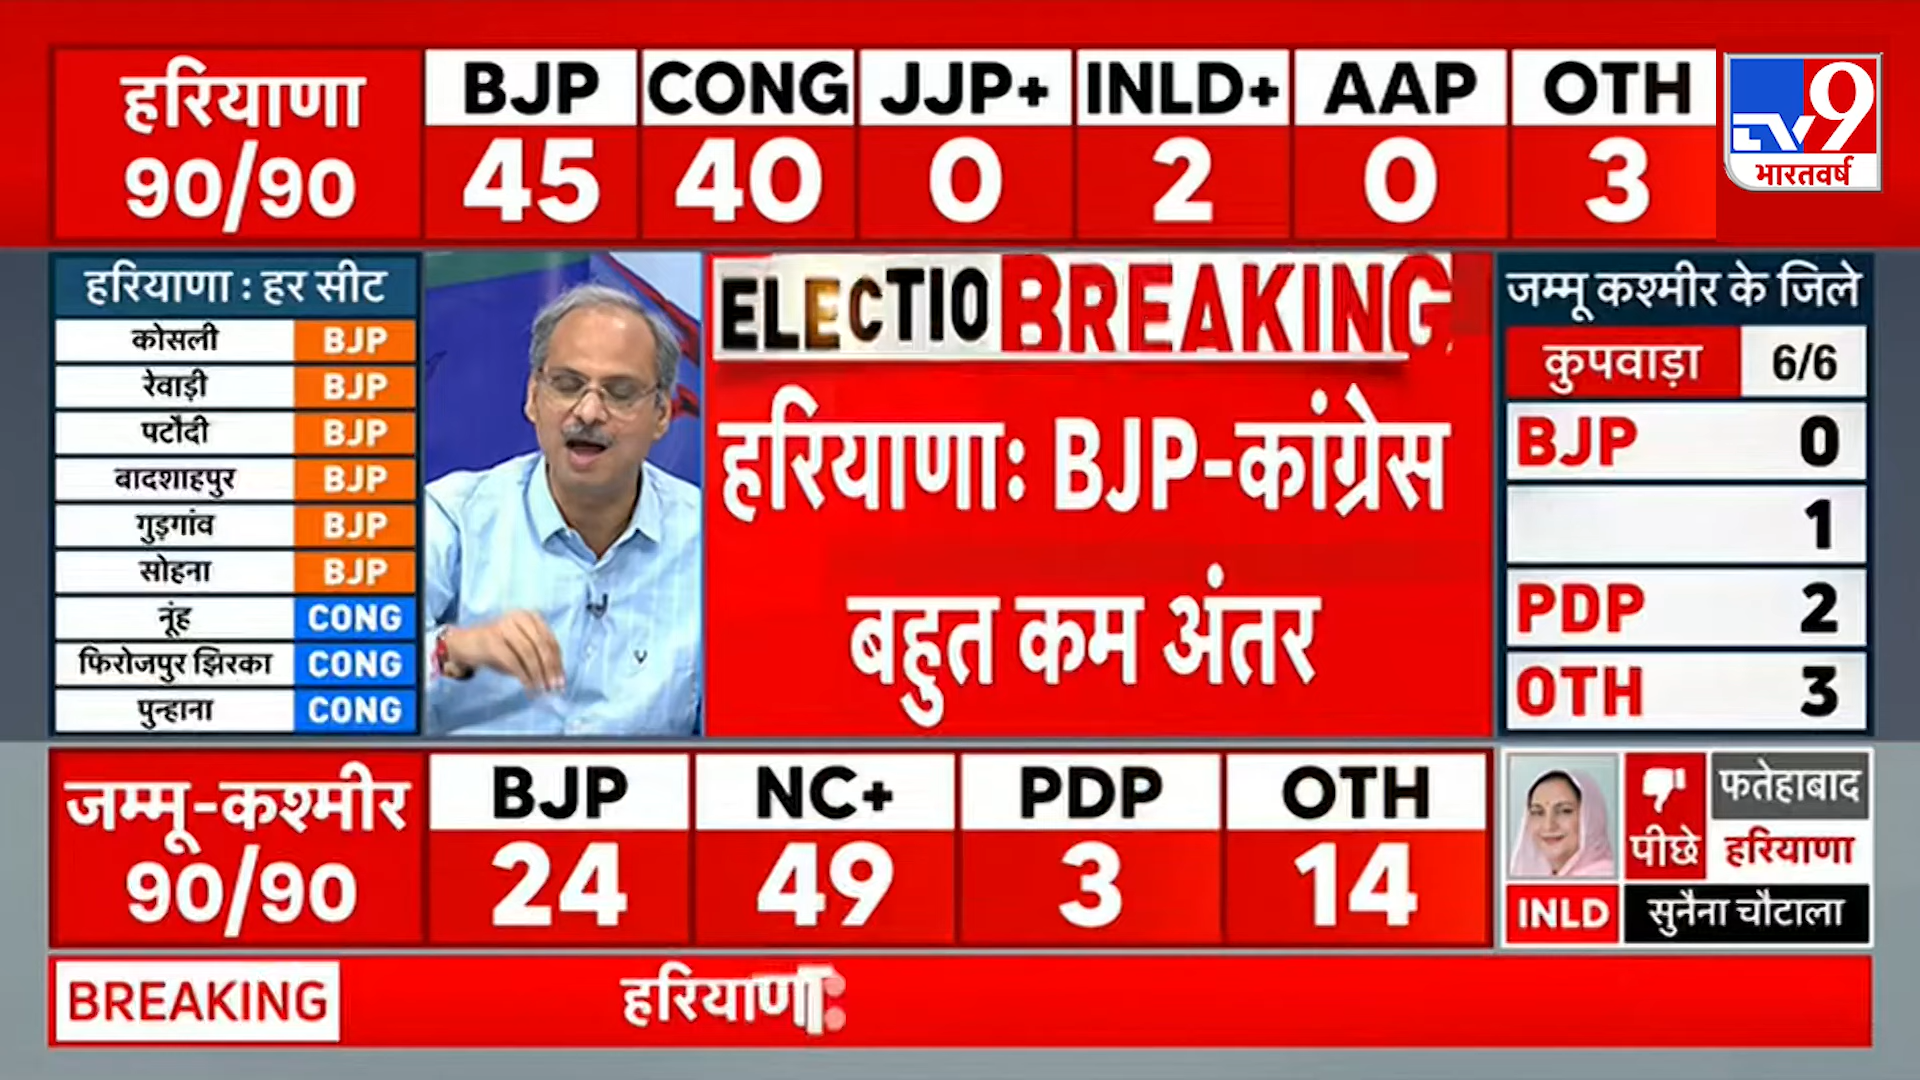 हरियाणा
90/90
BJP CONG JJP+ INLD+ AAP OTH
45 40 0 2 0 3
TV9
भारतवर्ष
हरियाणा : हर सीट
कोसली BJP
रेवाड़ी BJP
पटौदी BJP
बादशाहपुर BJP
गुड़गांव BJP
सोहना BJP
नूंह CONG
फिरोजपुर झिरका CONG
पुन्हाना CONG
ELECTIO BREAKING
हरियाणाः BJP-कांग्रेस
बहुत कम अंतर
जम्मू कश्मीर के जिले
कुपवाड़ा 6/6
BJP 0
1
PDP 2
OTH 3
जम्मू-कश्मीर
90/90
BJP NC+ PDP OTH
24 49 3 14
पीछे
फतेहाबाद
हरियाणा
INLD सुनैना चौटाला
BREAKING हरियाणाः